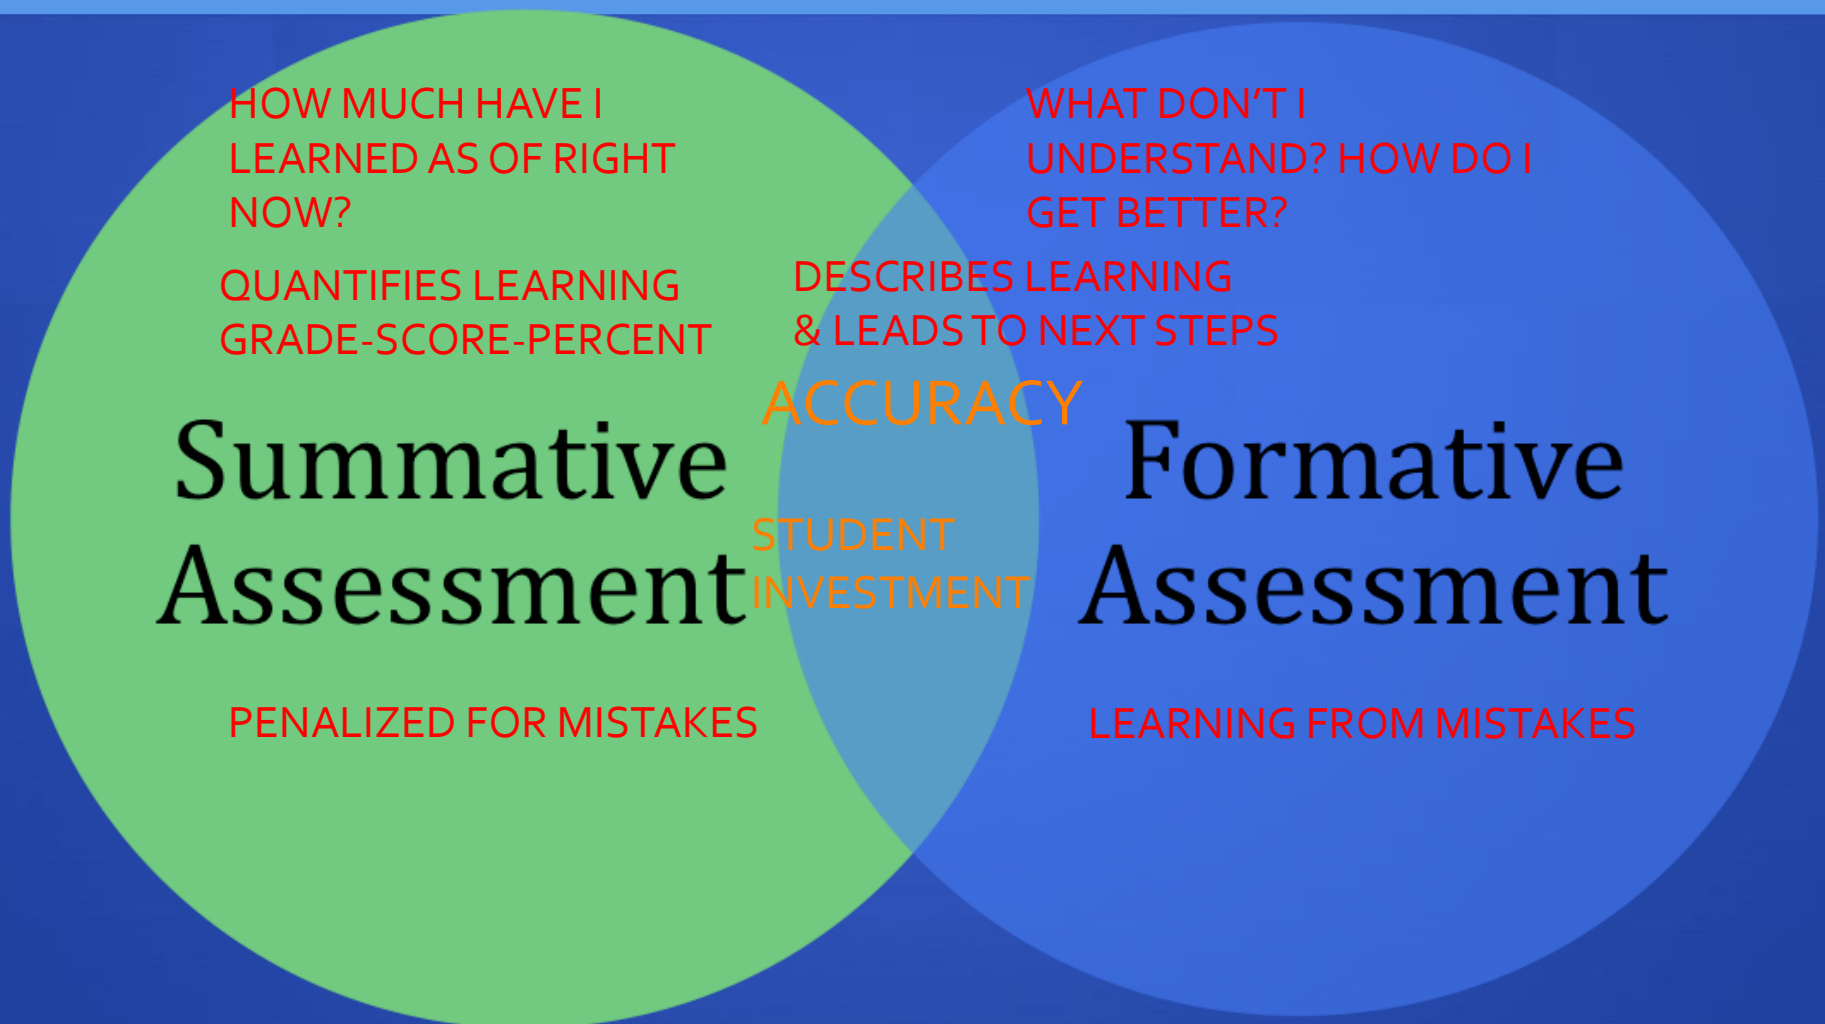 HOW MUCH HAVE I
LEARNED AS OF RIGHT
NOW?
QUANTIFIES LEARNING
GRADE-SCORE-PERCENT
Summative
Assessment
PENALIZED FOR MISTAKES
DESCRIBES LEARNING
& LEADS TO NEXT STEPS
ACCURACY
STUDENT
INVESTMENT
WHAT DON’T I
UNDERSTAND? HOW DO I
GET BETTER?
Formative
Assessment
LEARNING FROM MISTAKES